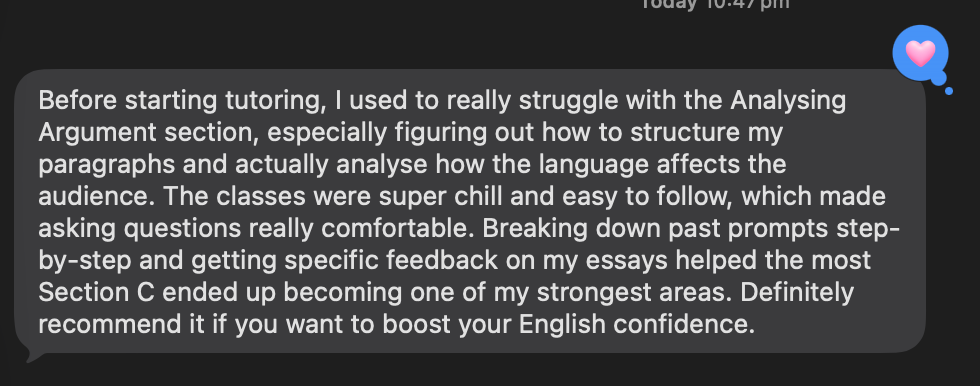 Today 10:47 pm
Before starting tutoring, I used to really struggle with the Analysing
Argument section, especially figuring out how to structure my
paragraphs and actually analyse how the language affects the
audience. The classes were super chill and easy to follow, which made
asking questions really comfortable. Breaking down past prompts step-
by-step and getting specific feedback on my essays helped the most
Section C ended up becoming one of my strongest areas. Definitely
recommend it if you want to boost your English confidence.